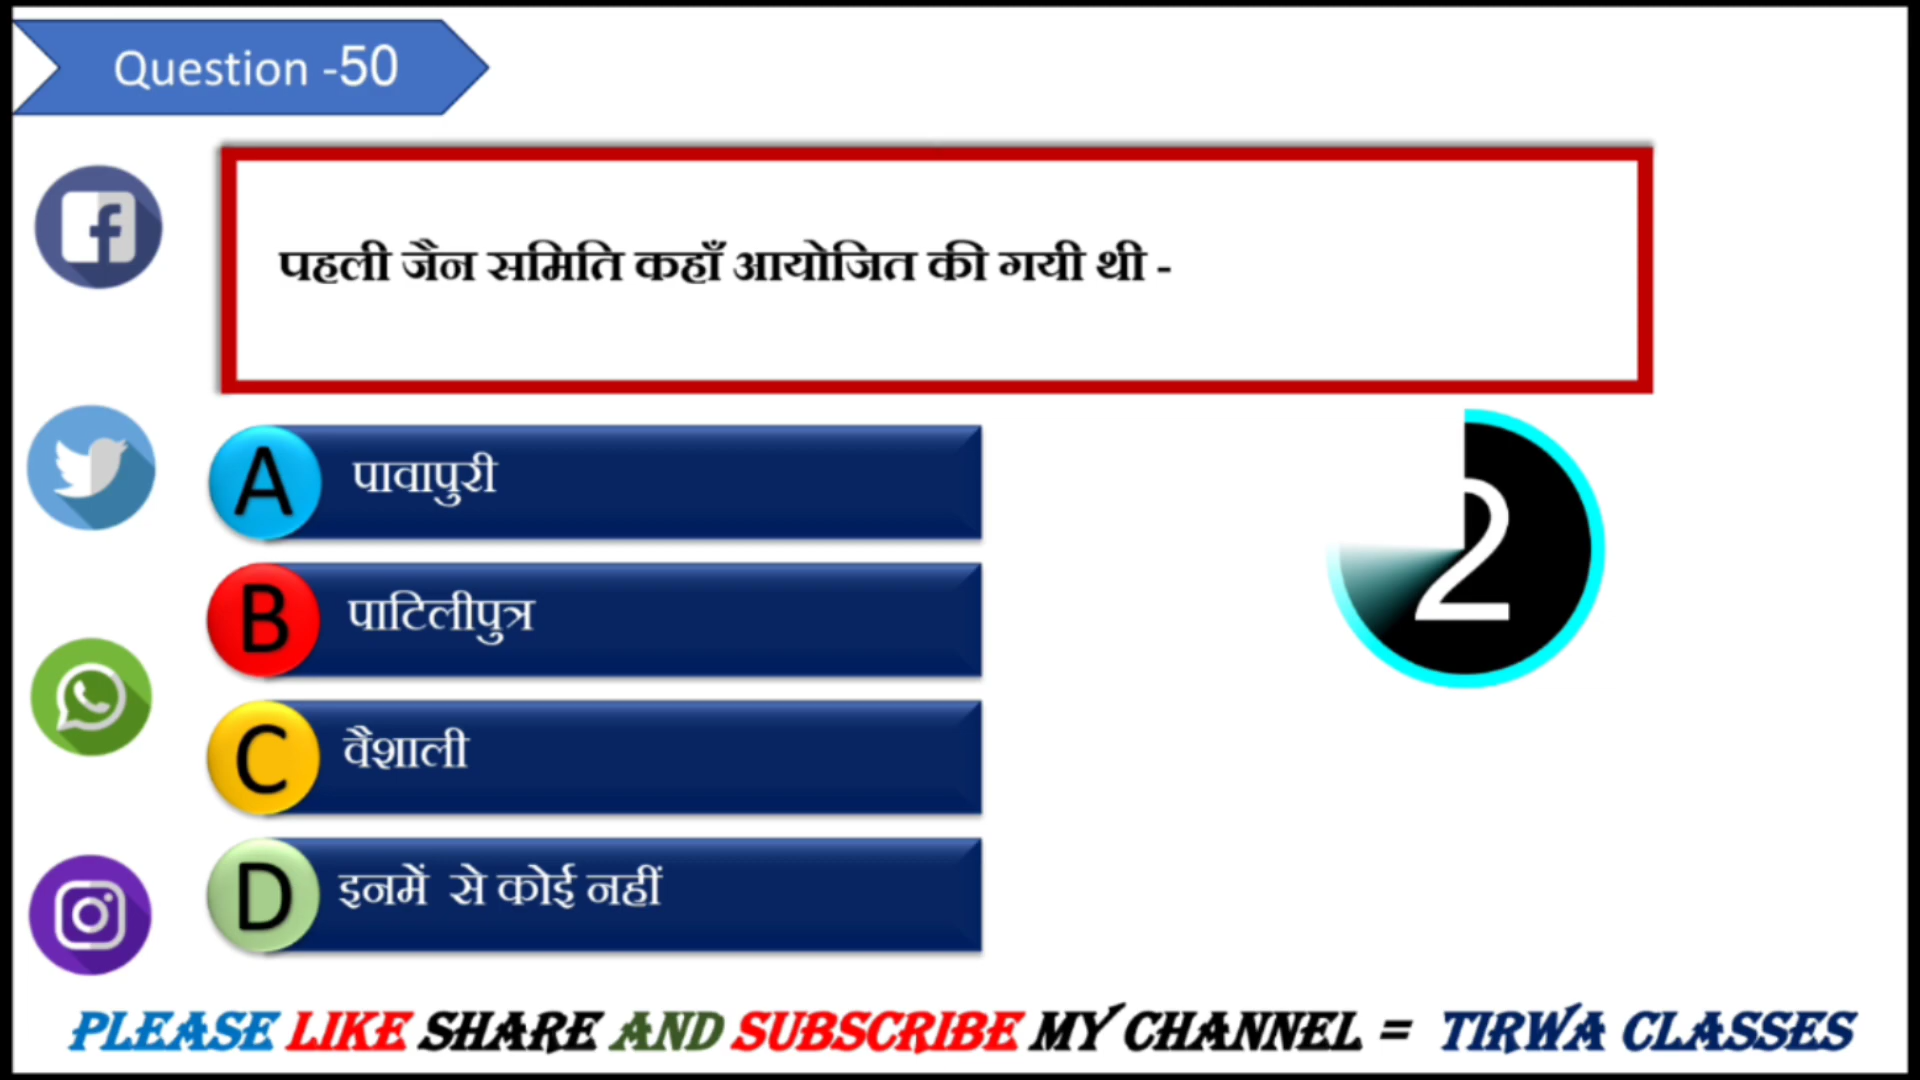 Question -50
पहली जैन समिति कहाँ आयोजित की गयी थी -
A पावापुरी
2
B पाटिलीपुत्र
C वैशाली
D इनमें से कोई नहीं
PLEASE LIKE SHARE AND SUBSCRIBE MY CHANNEL = TIRWA CLASSES